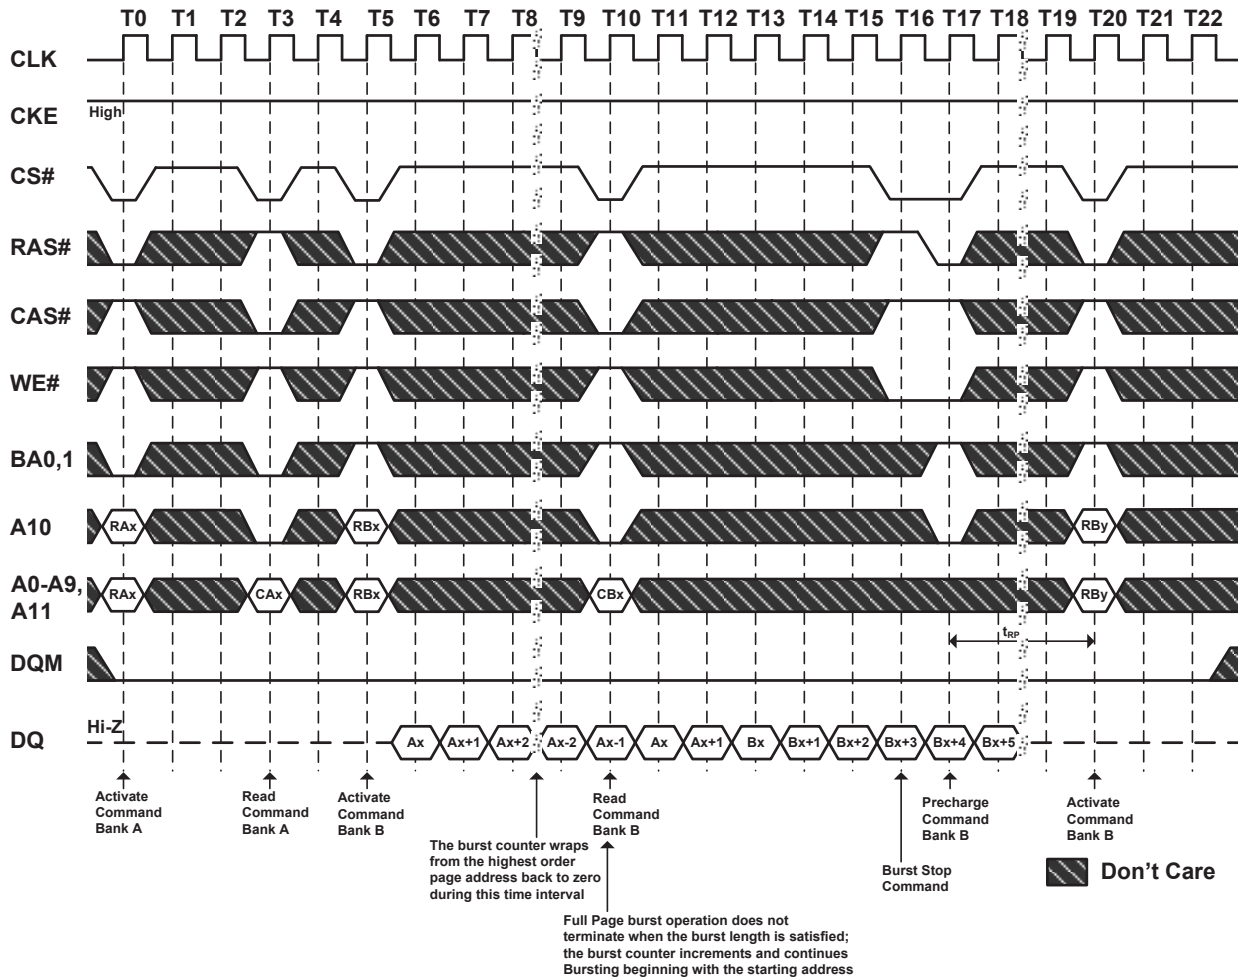 T0 T1 T2 T3 T4 T5 T6 T7 T8 T9 T10 T11 T12 T13 T14 T15 T16 T17 T18 T19 T20 T21 T22
CLK
CKE
High
CS#
RAS#
CAS#
WE#
BA0,1
A10
RAx RBx RBy
A0-A9,
A11
RAx CAx RBx CBx RBy
tRP
DQM
Hi-Z
DQ
Ax Ax+1 Ax+2 Ax-2 Ax-1 Ax Ax+1 Bx Bx+1 Bx+2 Bx+3 Bx+4 Bx+5
Activate
Command
Bank A
Read
Command
Bank A
Activate
Command
Bank B
The burst counter wraps
from the highest order
page address back to zero
during this time interval
Read
Command
Bank B
Full Page burst operation does not
terminate when the burst length is satisfied;
the burst counter increments and continues
Bursting beginning with the starting address
Burst Stop
Command
Precharge
Command
Bank B
Activate
Command
Bank B
Don't Care